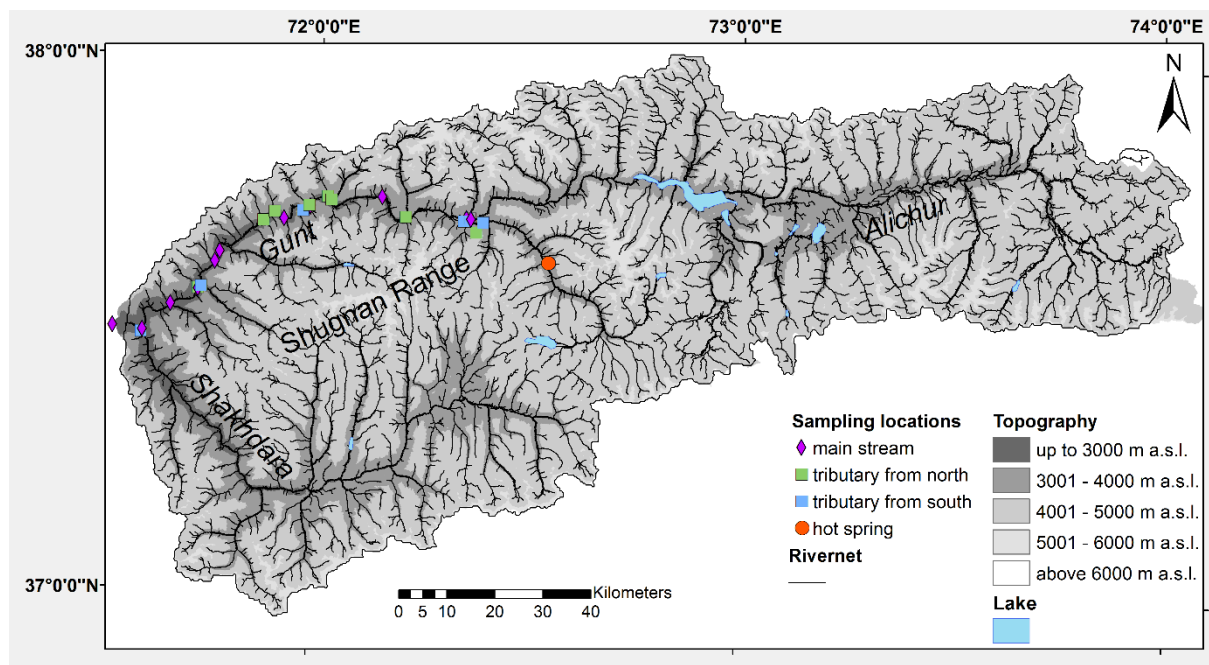 72°0'0"E
73°0'0"E
74°0'0"E
38°0'0"N
N
Gunt
Alichur
Shugnan Range
Shakhdara
Sampling locations
main stream
tributary from north
tributary from south
hot spring
Rivernet
Topography
up to 3000 m a.s.l.
3001 - 4000 m a.s.l.
4001 - 5000 m a.s.l.
5001 - 6000 m a.s.l.
above 6000 m a.s.l.
Lake
37°0'0"N
Kilometers
0 5 10 20 30 40